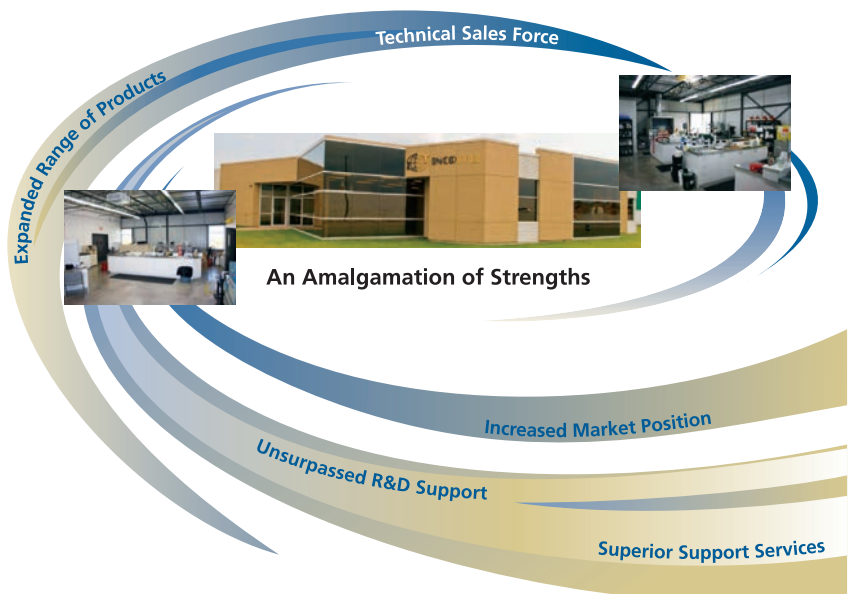 Technical Sales Force
Expanded Range of Products
An Amalgamation of Strengths
Increased Market Position
Unsurpassed R&D Support
Superior Support Services